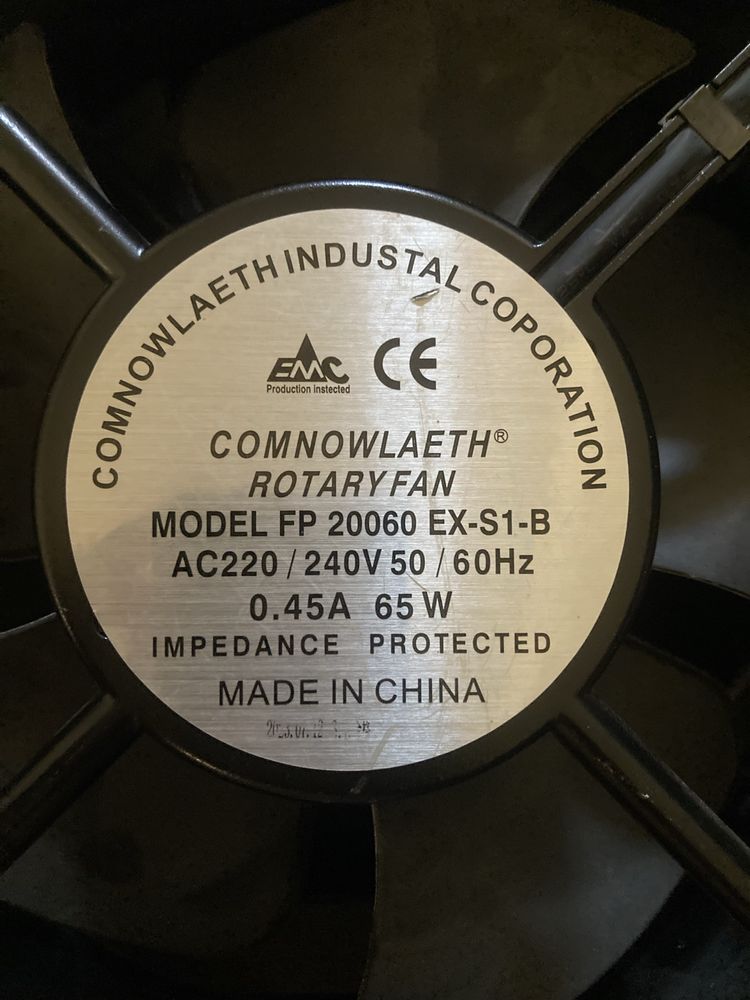 COMNOWLAETH INDUSTAL COPORATION
EMC
Production instected
CE
COMNOWLAETH®
ROTARYFAN
MODEL FP 20060 EX-S1-B
AC220 / 240V 50 / 60Hz
0.45A 65W
IMPEDANCE PROTECTED
MADE IN CHINA